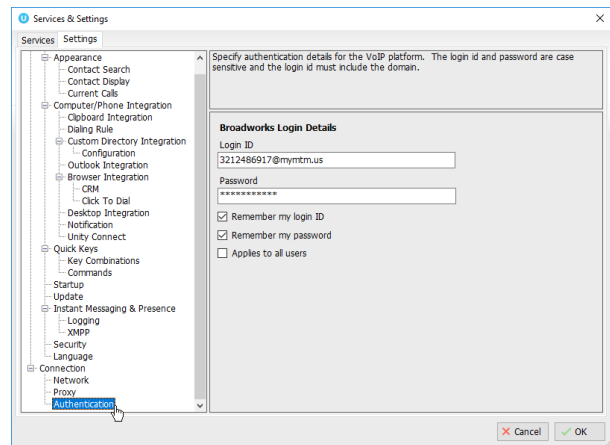 Services & Settings
Services Settings
Appearance
Contact Search
Contact Display
Current Calls
Computer/Phone Integration
Clipboard Integration
Dialing Rule
Custom Directory Integration
Configuration
Outlook Integration
Browser Integration
CRM
Click To Dial
Desktop Integration
Notification
Unity Connect
Quick Keys
Key Combinations
Commands
Startup
Update
Instant Messaging & Presence
Logging
XMPP
Security
Language
Connection
Network
Proxy
Authentication
Specify authentication details for the VoIP platform. The login id and password are case
sensitive and the login id must include the domain.
Broadworks Login Details
Login ID
3212486917@mymtm.us
Password
***********
Remember my login ID
Remember my password
Applies to all users
Cancel
OK